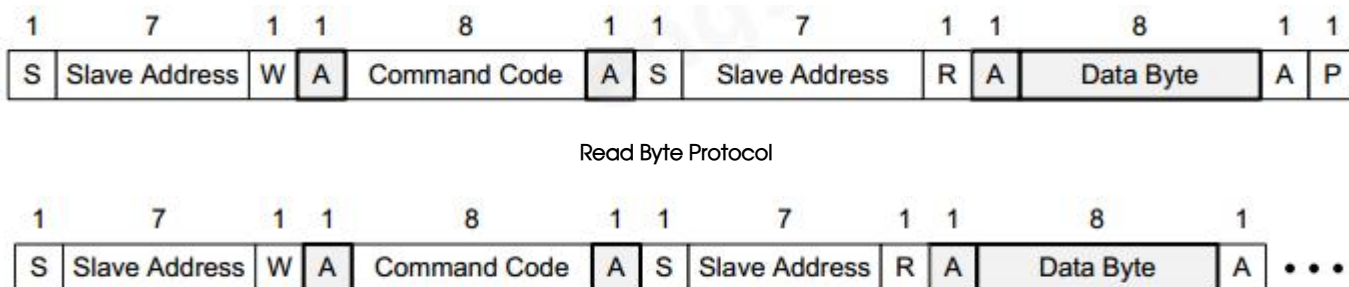 1 7 1 1 8 1 1 7 1 1 8 1 1
S Slave Address W A Command Code A S Slave Address R A Data Byte A P
Read Byte Protocol
1 7 1 1 8 1 1 7 1 1 8 1
S Slave Address W A Command Code A S Slave Address R A Data Byte A • • •